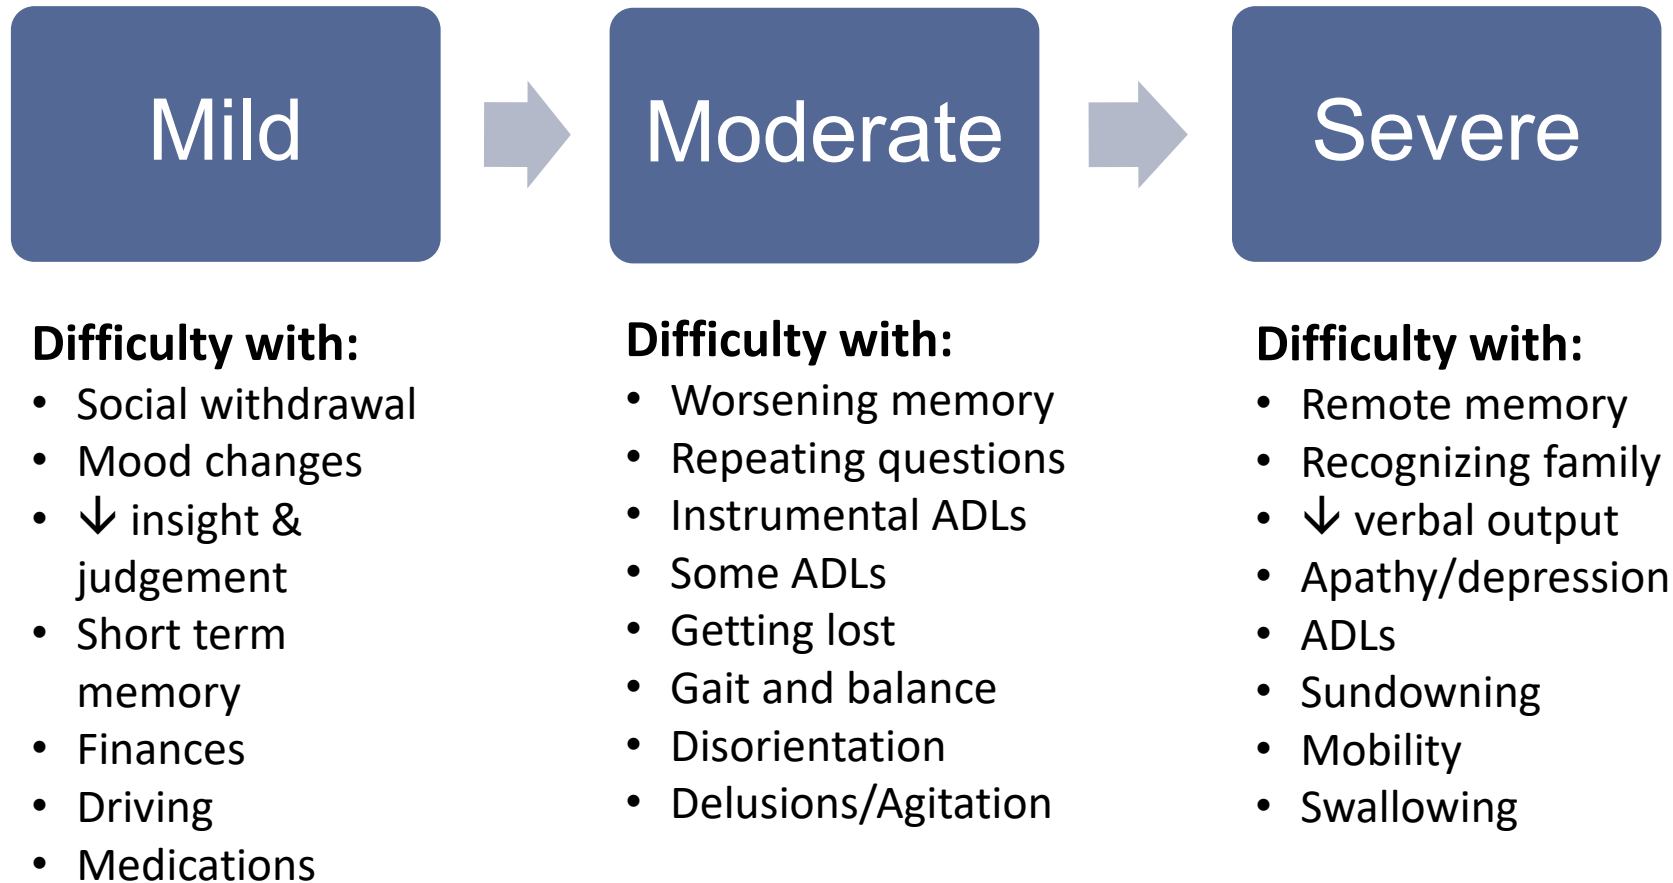 Mild
Moderate
Severe
Difficulty with:
• Social withdrawal
• Mood changes
• ↓ insight &
judgement
• Short term
memory
• Finances
• Driving
• Medications
Difficulty with:
• Worsening memory
• Repeating questions
• Instrumental ADLs
• Some ADLs
• Getting lost
• Gait and balance
• Disorientation
• Delusions/Agitation
Difficulty with:
• Remote memory
• Recognizing family
• ↓ verbal output
• Apathy/depression
• ADLs
• Sundowning
• Mobility
• Swallowing